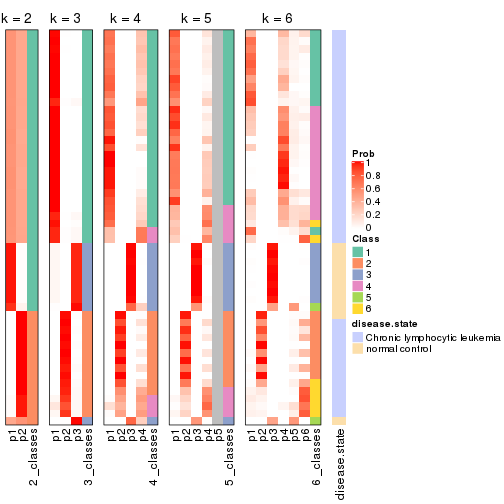 k = 2 k = 3 k = 4 k = 5 k = 6
p1 p2 2_classes p1 p2 p3 3_classes p1 p2 p3 p4 4_classes p1 p2 p3 p4 p5 5_classes p1 p2 p3 p4 p5 p6 6_classes disease.state
Prob
1
0.8
0.6
0.4
0.2
0
Class
1
2
3
4
5
6
disease.state
Chronic lymphocytic leukemia
normal control